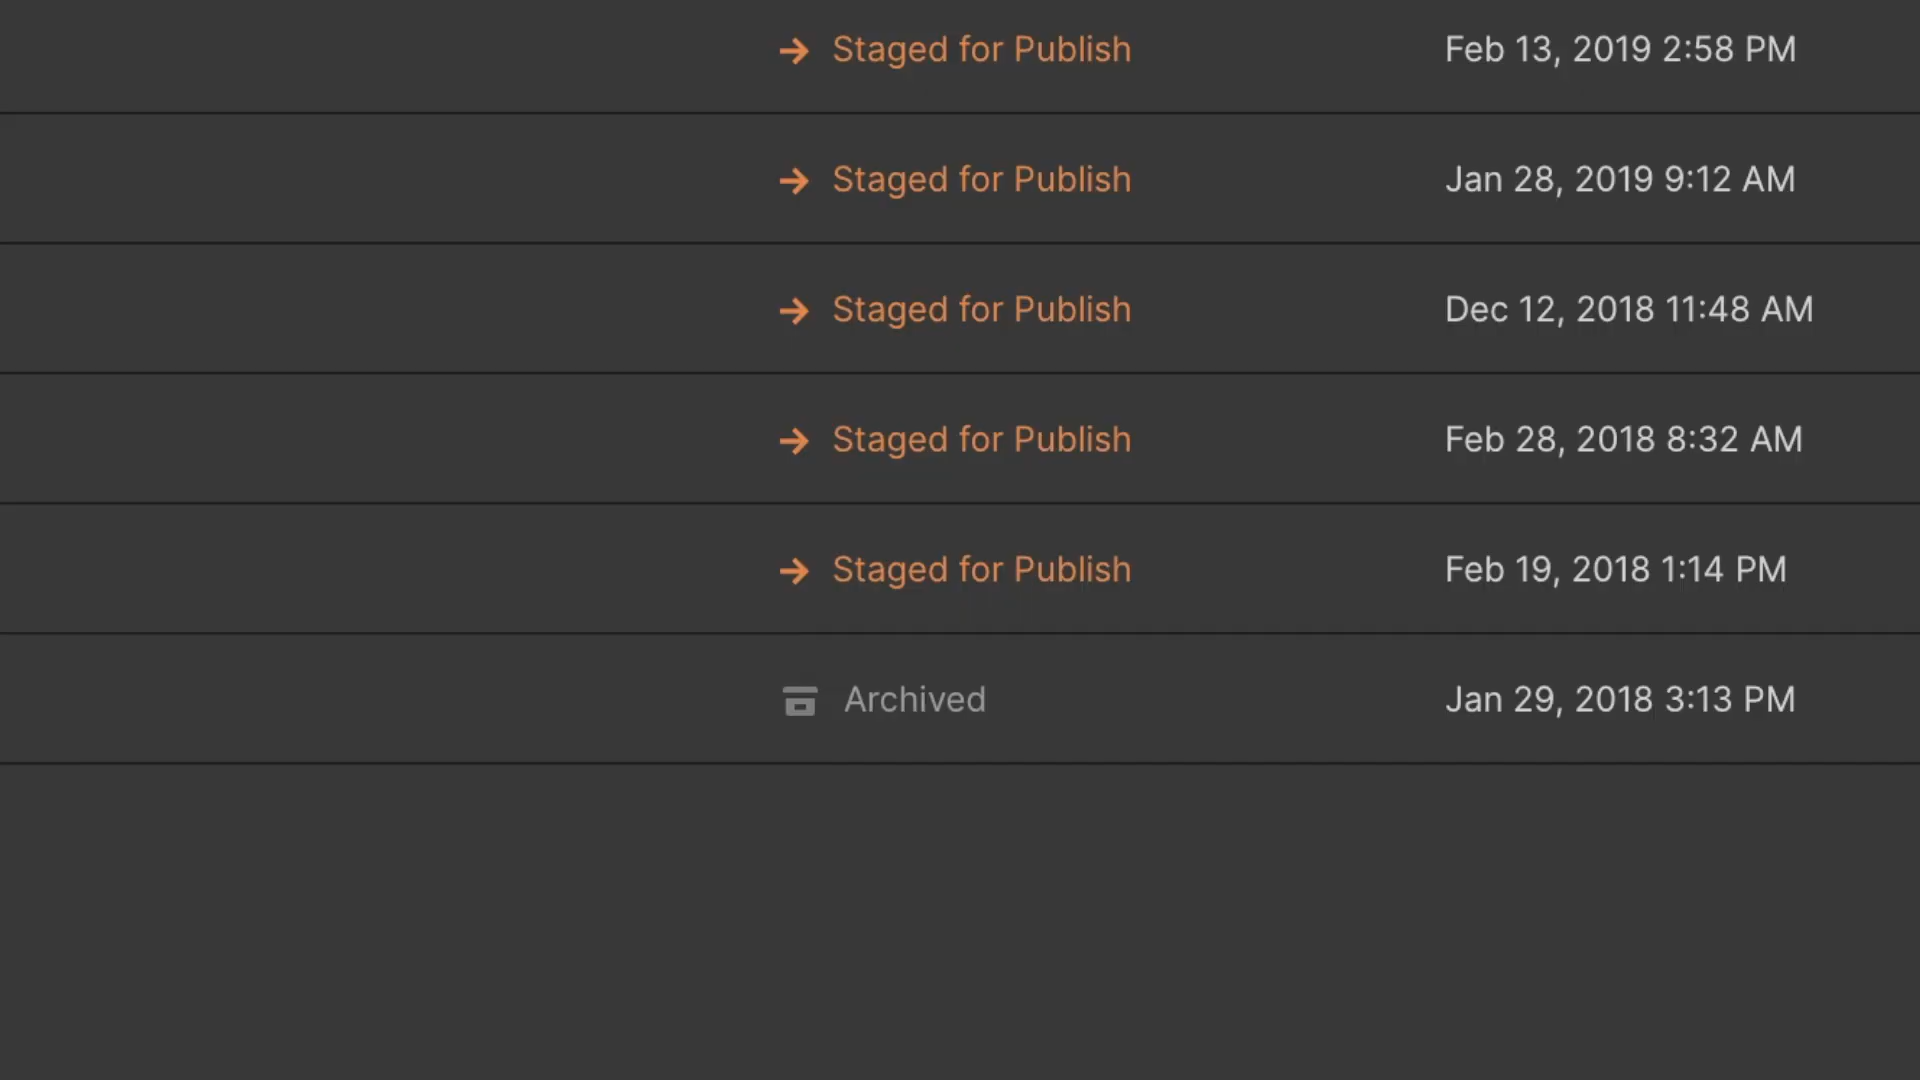 Staged for Publish Feb 13, 2019 2:58 PM
Staged for Publish Jan 28, 2019 9:12 AM
Staged for Publish Dec 12, 2018 11:48 AM
Staged for Publish Feb 28, 2018 8:32 AM
Staged for Publish Feb 19, 2018 1:14 PM
Archived Jan 29, 2018 3:13 PM